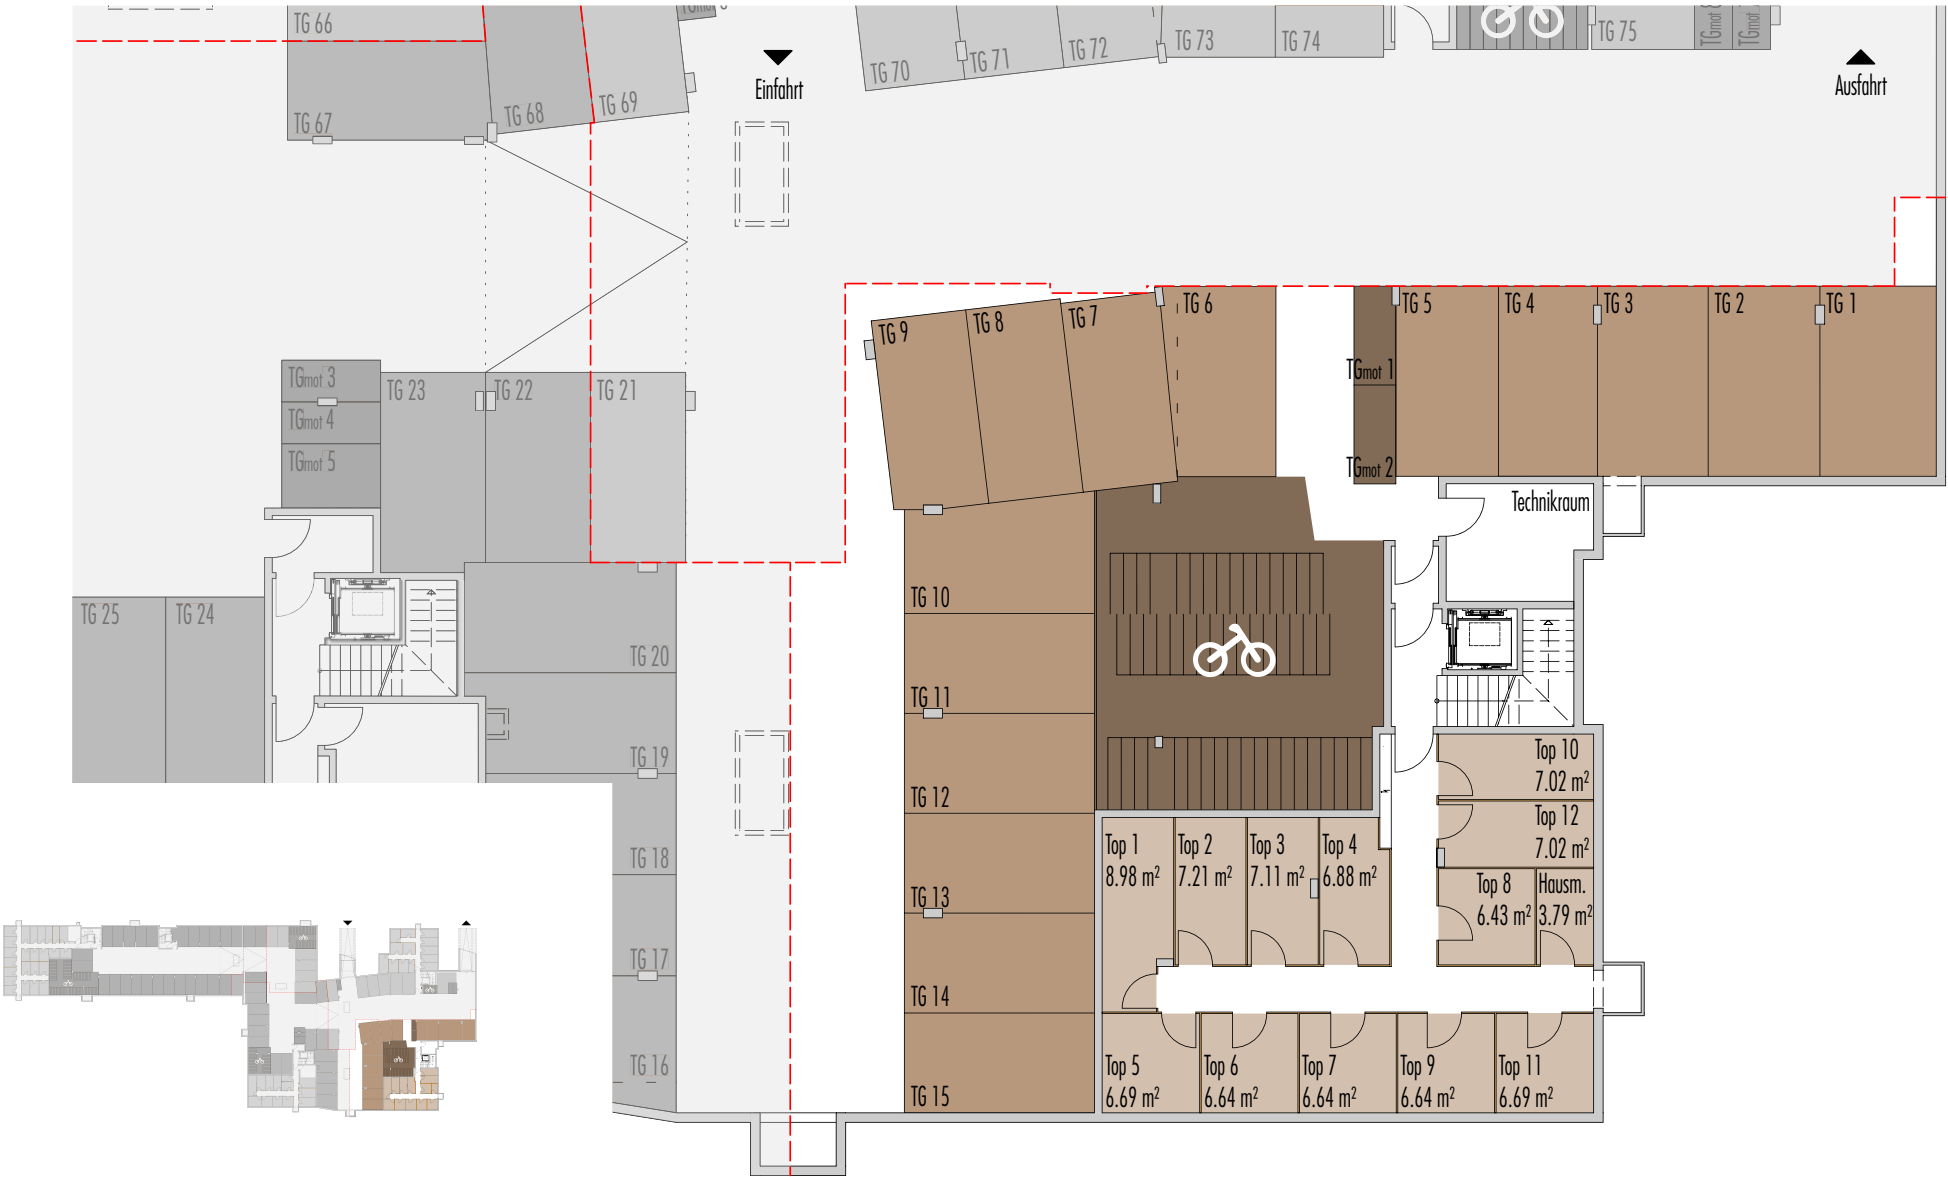 TG 66
TG 67
TG 68
TG 69
Einfahrt
TG 70
TG 71
TG 72
TG 73
TG 74
TG 75
Ausfahrt
TG 9
TG 8
TG 7
TG 6
TGmot 1
TGmot 2
TG 5
TG 4
TG 3
TG 2
TG 1
TGmot 3
TGmot 4
TGmot 5
TG 23
TG 22
TG 21
Technikraum
TG 25
TG 24
TG 20
TG 19
TG 18
TG 17
TG 16
TG 10
TG 11
TG 12
TG 13
TG 14
TG 15
Top 10
7.02 m²
Top 12
7.02 m²
Top 8
6.43 m²
Hausm.
3.79 m²
Top 1
8.98 m²
Top 2
7.21 m²
Top 3
7.11 m²
Top 4
6.88 m²
Top 5
6.69 m²
Top 6
6.64 m²
Top 7
6.64 m²
Top 9
6.64 m²
Top 11
6.69 m²